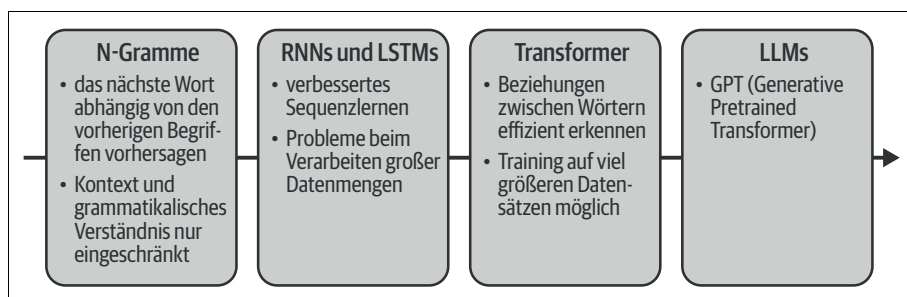 N-Gramme
• das nächste Wort
abhängig von den
vorherigen Begrif-
fen vorhersagen
• Kontext und
grammatikalisches
Verständnis nur
eingeschränkt
RNNs und LSTMs
• verbessertes
Sequenzlernen
• Probleme beim
Verarbeiten großer
Datenmengen
Transformer
• Beziehungen
zwischen Wörtern
effizient erkennen
• Training auf viel
größeren Daten-
sätzen möglich
LLMs
• GPT (Generative
Pretrained
Transformer)